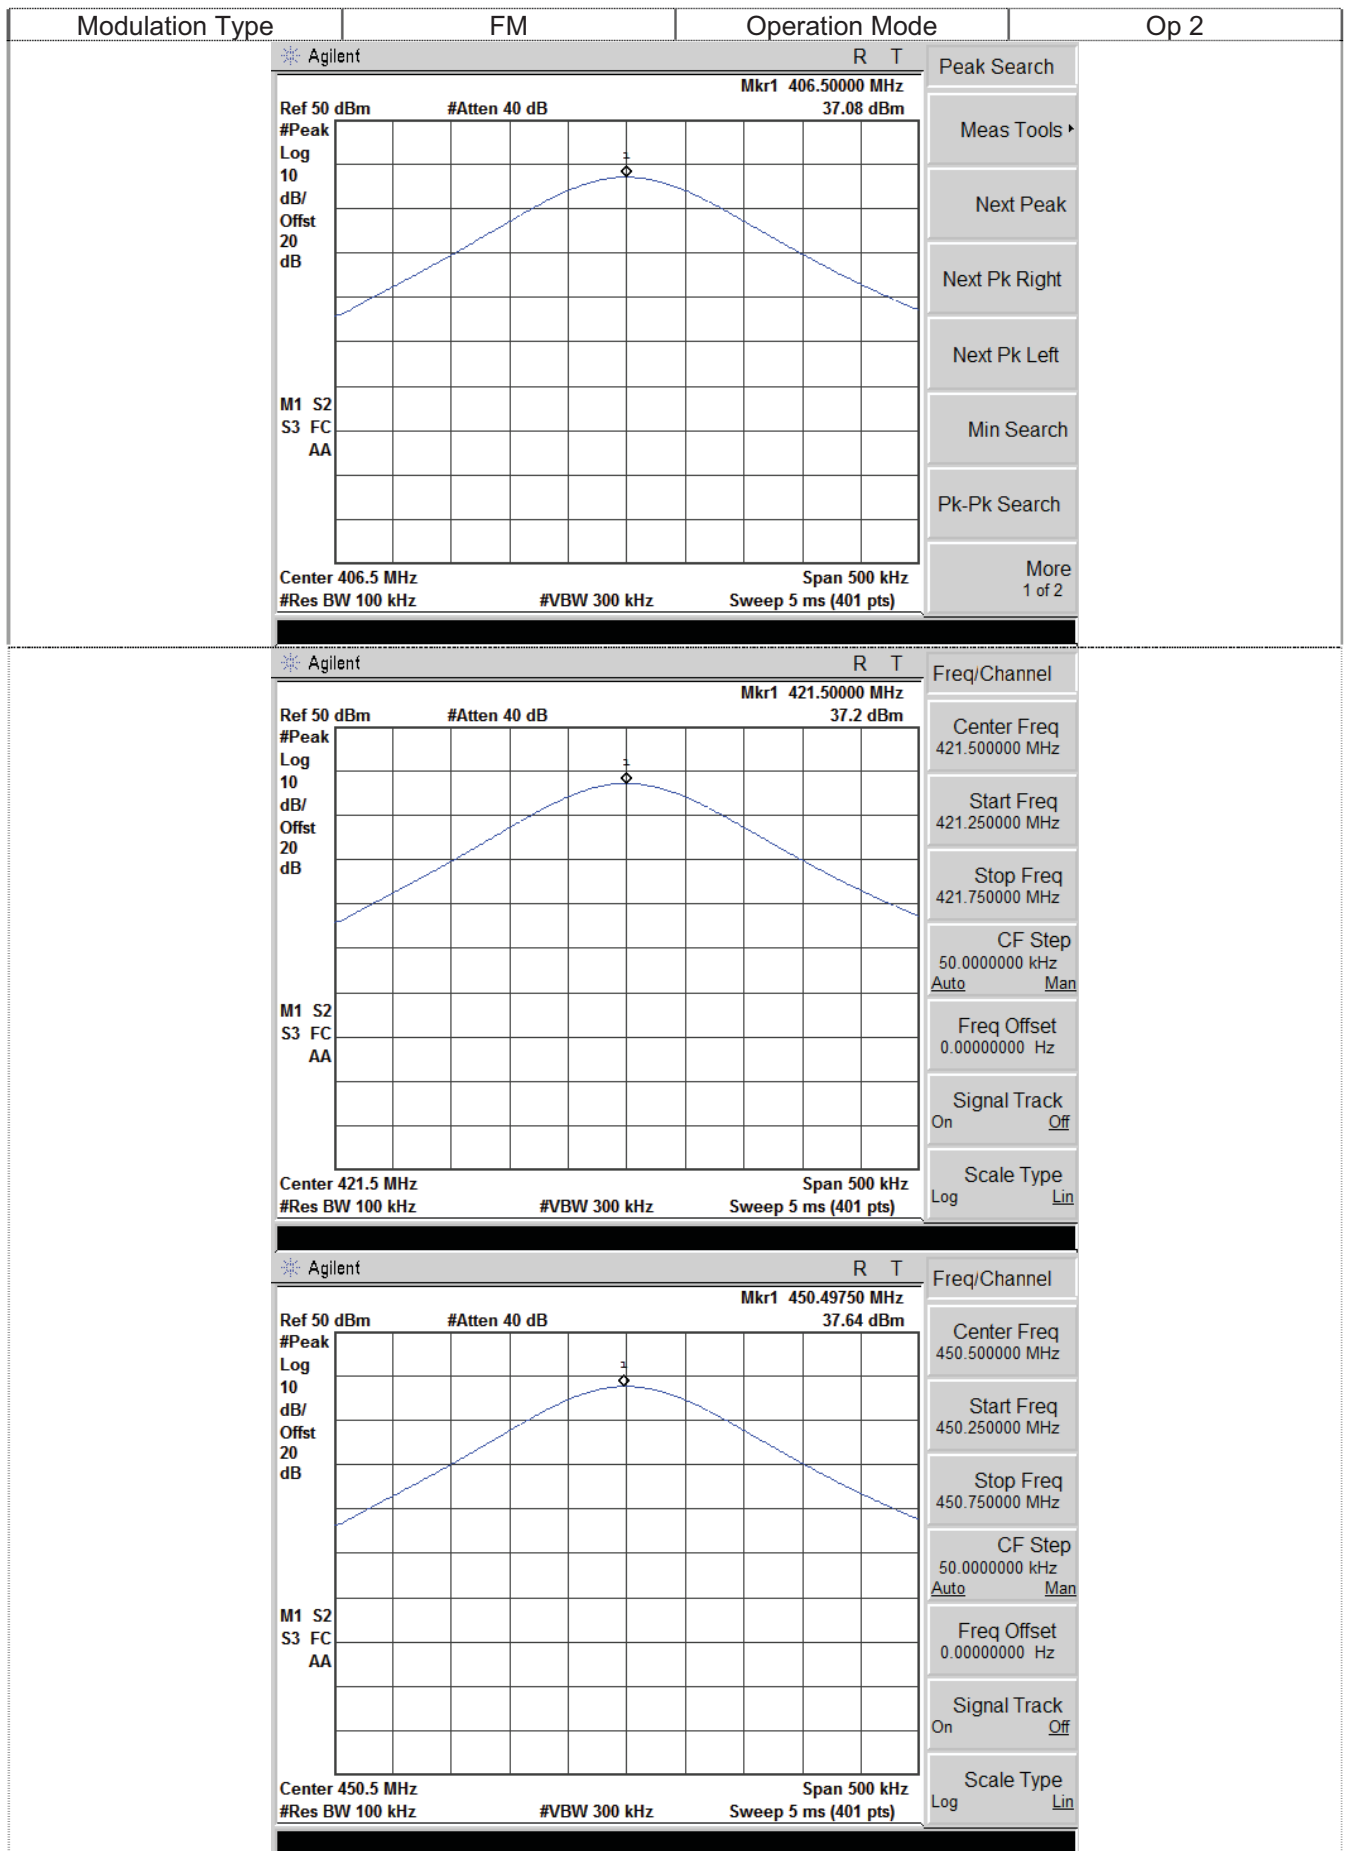 Modulation Type FM Operation Mode Op 2
Agilent R T
Peak Search
Mkr1 406.50000 MHz
Ref 50 dBm #Atten 40 dB 37.08 dBm
#Peak
Log
10
dB/
Offst
20
dB
1
M1 S2
S3 FC
AA
Center 406.5 MHz Span 500 kHz
#Res BW 100 kHz #VBW 300 kHz Sweep 5 ms (401 pts)
Meas Tools
Next Peak
Next Pk Right
Next Pk Left
Min Search
Pk-Pk Search
More
1 of 2
Agilent R T
Freq/Channel
Mkr1 421.50000 MHz
Ref 50 dBm #Atten 40 dB 37.2 dBm
#Peak
Log
10
dB/
Offst
20
dB
1
M1 S2
S3 FC
AA
Center 421.5 MHz Span 500 kHz
#Res BW 100 kHz #VBW 300 kHz Sweep 5 ms (401 pts)
Center Freq
421.500000 MHz
Start Freq
421.250000 MHz
Stop Freq
421.750000 MHz
CF Step
50.0000000 kHz
Auto Man
Freq Offset
0.00000000 Hz
Signal Track
On Off
Scale Type
Log Lin
Agilent R T
Freq/Channel
Mkr1 450.49750 MHz
Ref 50 dBm #Atten 40 dB 37.64 dBm
#Peak
Log
10
dB/
Offst
20
dB
1
M1 S2
S3 FC
AA
Center 450.5 MHz Span 500 kHz
#Res BW 100 kHz #VBW 300 kHz Sweep 5 ms (401 pts)
Center Freq
450.500000 MHz
Start Freq
450.250000 MHz
Stop Freq
450.750000 MHz
CF Step
50.0000000 kHz
Auto Man
Freq Offset
0.00000000 Hz
Signal Track
On Off
Scale Type
Log Lin